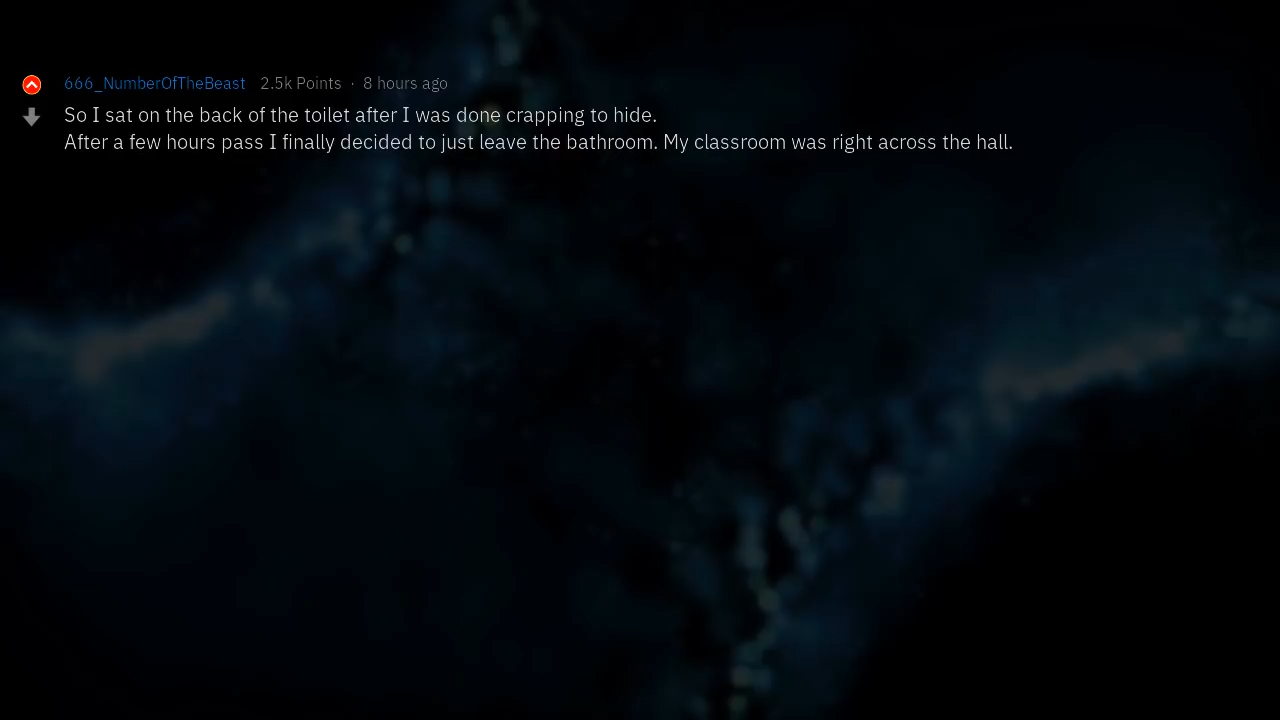 666_NumberOfTheBeast 2.5k Points · 8 hours ago
So I sat on the back of the toilet after I was done crapping to hide.
After a few hours pass I finally decided to just leave the bathroom. My classroom was right across the hall.